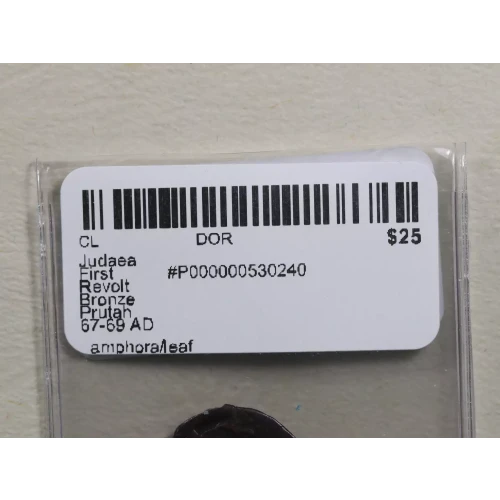 CL DOR $25
Judaea
First #P000000530240
Revolt
Bronze
Prutah
67-69 AD
amphora/leaf